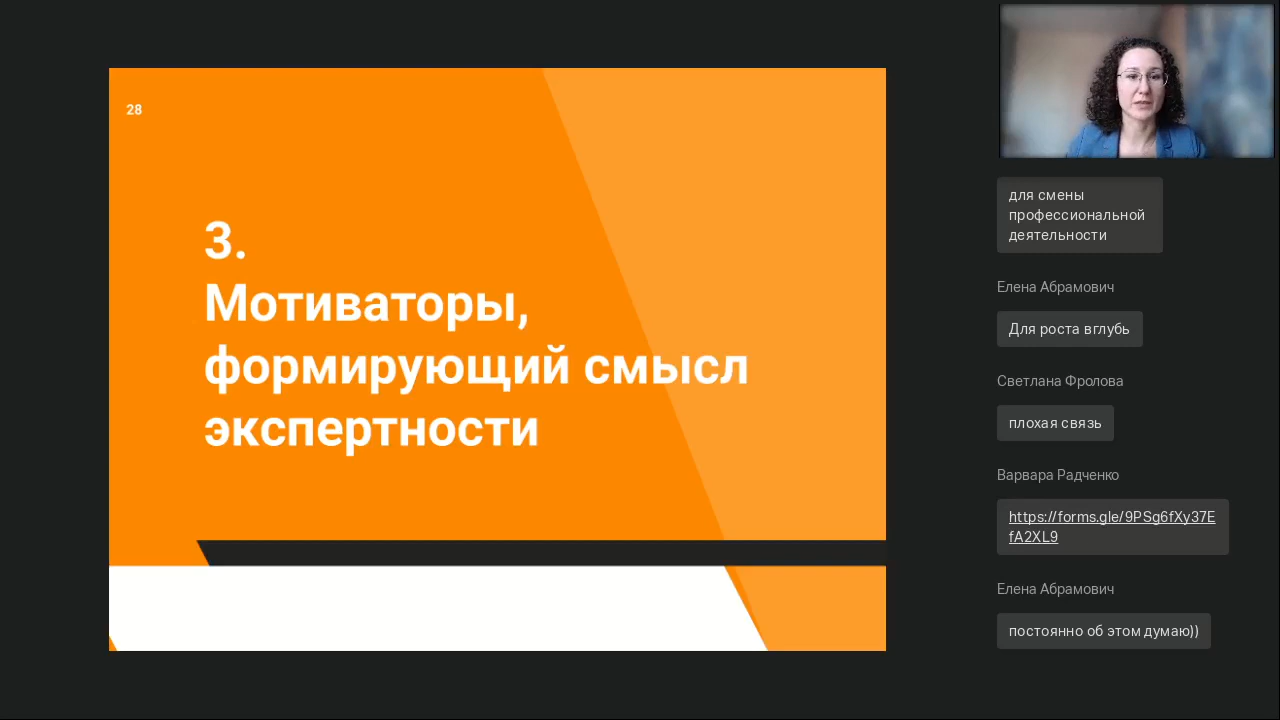 28
3.
Мотиваторы,
формирующий смысл
экспертности
для смены
профессиональной
деятельности
Елена Абрамович
Для роста вглубь
Светлана Фролова
плохая связь
Варвара Радченко
https://forms.gle/9PSg6fXy37E
fA2XL9
Елена Абрамович
постоянно об этом думаю))